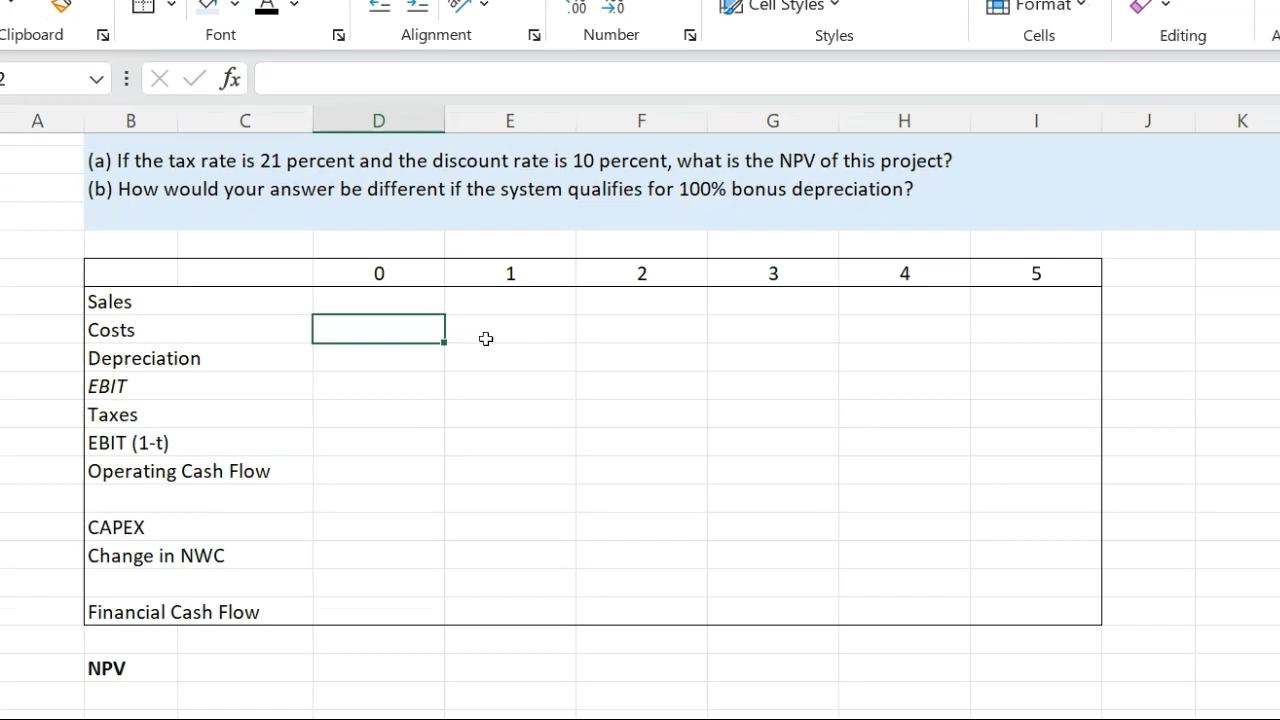 Cell Styles
Format
.00
Clipboard
Font
Alignment
Number
Styles
Cells
Editing
2
fx
A B C D E F G H I J K
(a) If the tax rate is 21 percent and the discount rate is 10 percent, what is the NPV of this project?
(b) How would your answer be different if the system qualifies for 100% bonus depreciation?
0 1 2 3 4 5
Sales
Costs
Depreciation
EBIT
Taxes
EBIT (1-t)
Operating Cash Flow
CAPEX
Change in NWC
Financial Cash Flow
NPV